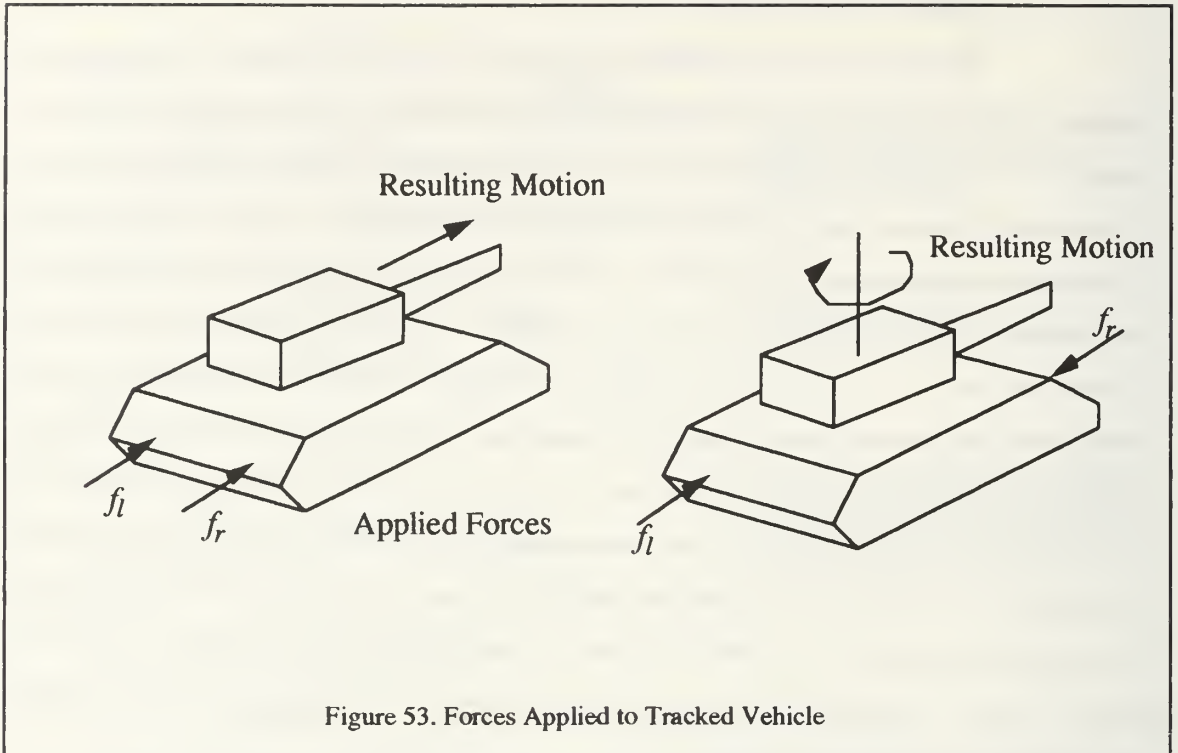 Resulting Motion
Resulting Motion
f_r
f_l
f_r
Applied Forces
f_l
Figure 53. Forces Applied to Tracked Vehicle